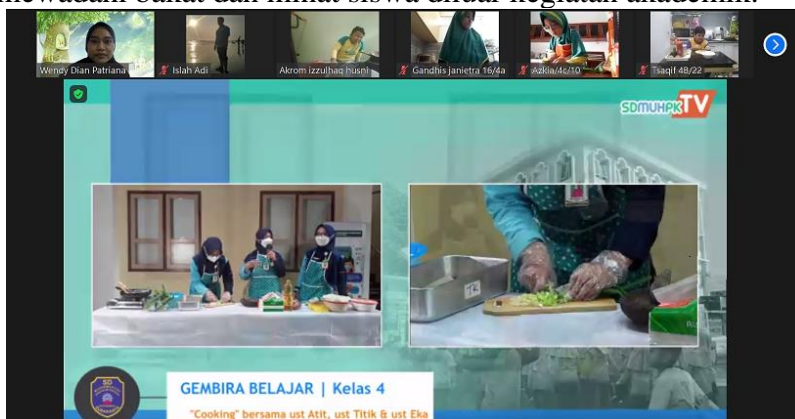 mewadahi bakat dan minat siswa diluar kegiatan akademik.
Wendy Dian Patriana
Islah Adi
Akrom izzulhaq husni
Gandhis janietra 16/4a
Azkia/4c/10
Tsaqif 4B/22
SDMUHPKTV
GEMBIRA BELAJAR | Kelas 4
"Cooking" bersama ust Atit, ust Titik & ust Eka
SD